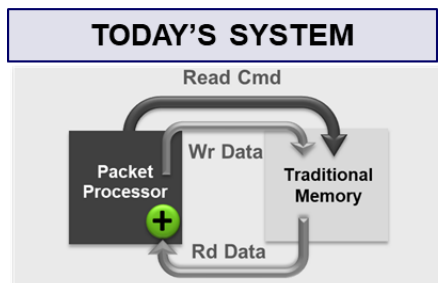 TODAY’S SYSTEM
Read Cmd
Wr Data
Packet
Processor
Traditional
Memory
+
Rd Data